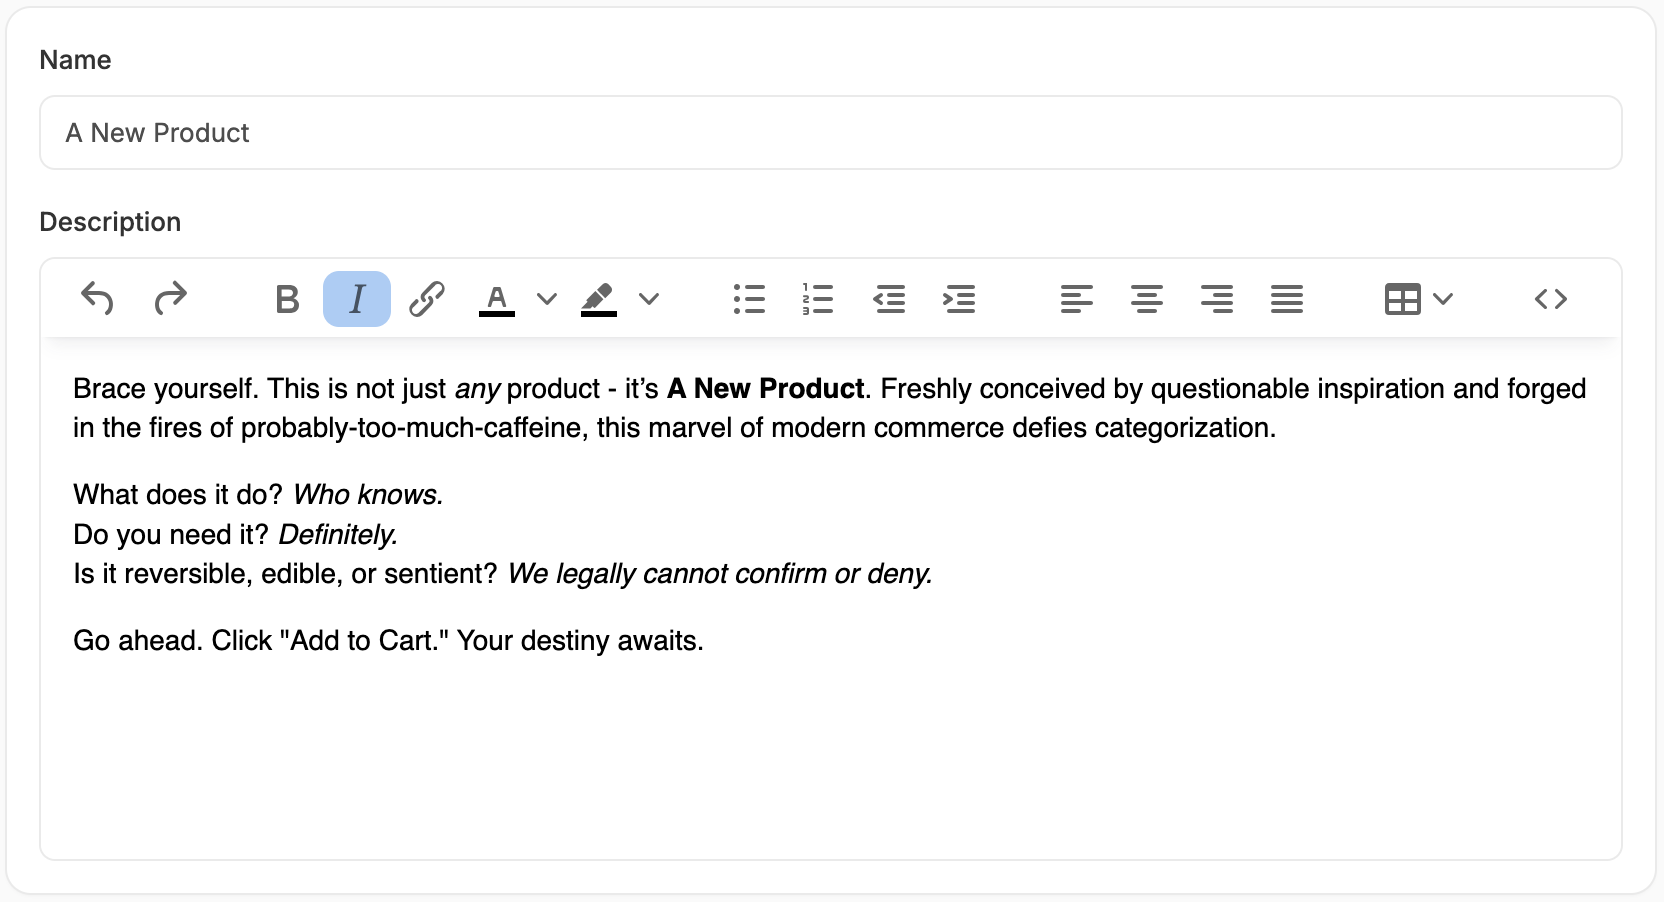 Name
A New Product
Description
B I A
Brace yourself. This is not just any product - it’s A New Product. Freshly conceived by questionable inspiration and forged
in the fires of probably-too-much-caffeine, this marvel of modern commerce defies categorization.
What does it do? Who knows.
Do you need it? Definitely.
Is it reversible, edible, or sentient? We legally cannot confirm or deny.
Go ahead. Click "Add to Cart." Your destiny awaits.